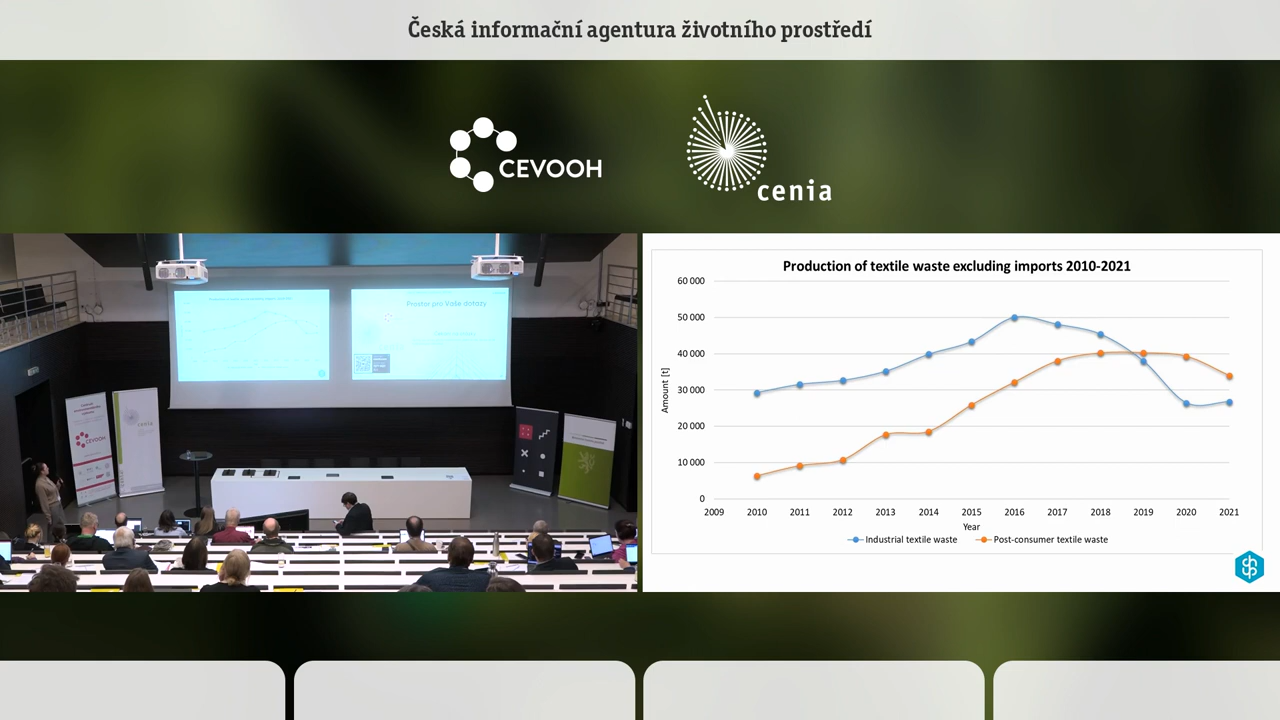 Česká informační agentura životního prostředí
CEVOOH
cenia
Prostor pro Vaše dotazy
CEVOOH
cenia
Production of textile waste excluding imports 2010-2021
60 000
50 000
40 000
30 000
20 000
10 000
0
Amount [t]
2009 2010 2011 2012 2013 2014 2015 2016 2017 2018 2019 2020 2021
Year
Industrial textile waste Post-consumer textile waste